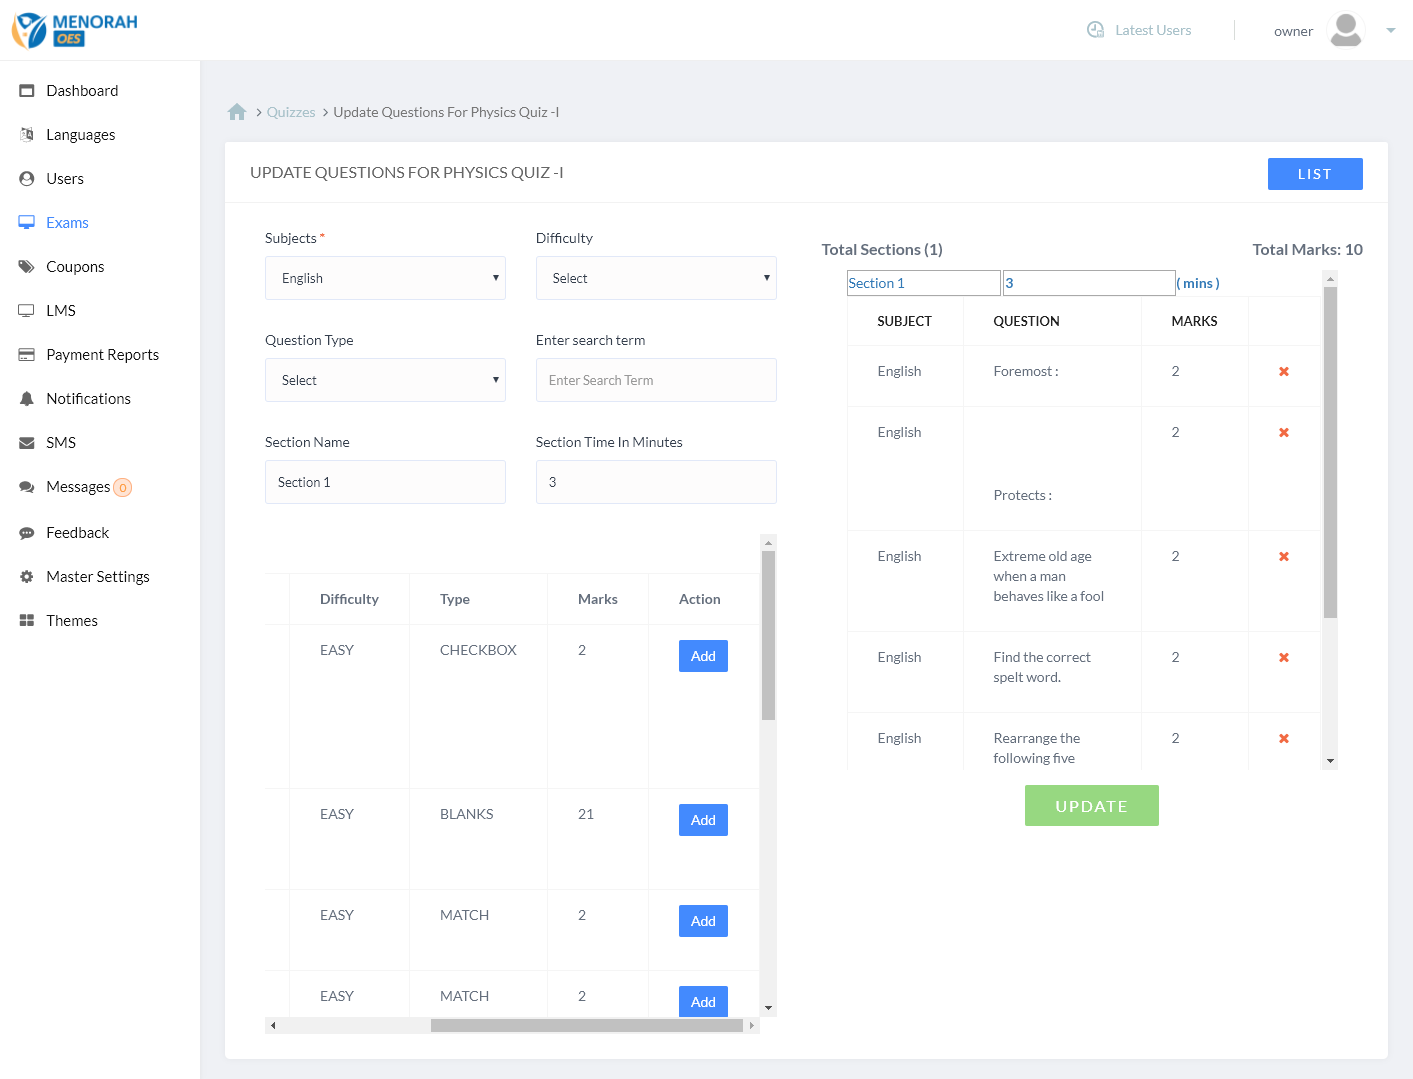 MENORAH
OES
Latest Users
owner
Dashboard
Languages
Users
Exams
Coupons
LMS
Payment Reports
Notifications
SMS
Messages 0
Feedback
Master Settings
Themes
Quizzes
Update Questions For Physics Quiz -I
UPDATE QUESTIONS FOR PHYSICS QUIZ -I
LIST
Subjects *
Difficulty
English
Select
Question Type
Enter search term
Select
Enter Search Term
Section Name
Section Time In Minutes
Section 1
3
Difficulty Type Marks Action
EASY CHECKBOX 2 Add
EASY BLANKS 21 Add
EASY MATCH 2 Add
EASY MATCH 2 Add
Total Sections (1)
Total Marks: 10
Section 1 3 ( mins )
SUBJECT QUESTION MARKS
English Foremost : 2
English 2
Protects :
English Extreme old age 2
when a man
behaves like a fool
English Find the correct 2
spelt word.
English Rearrange the 2
following five
UPDATE